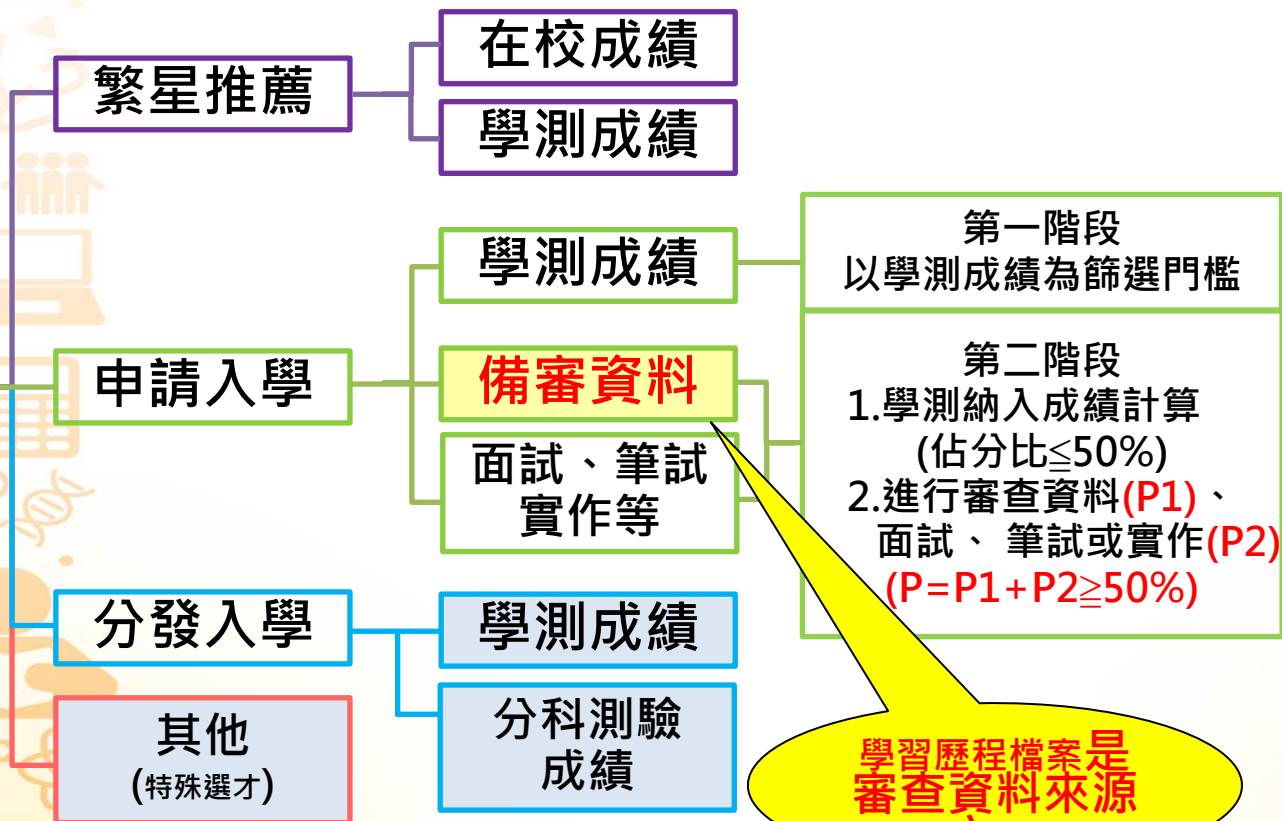 繁星推薦
在校成績
學測成績
申請入學
學測成績
備審資料
面試、筆試
實作等
第一階段
以學測成績為篩選門檻
第二階段
1.學測納入成績計算
(佔分比≦50%)
2.進行審查資料(P1)、
面試、 筆試或實作(P2)
(P=P1+P2≧50%)
分發入學
學測成績
分科測驗
成績
其他
(特殊選才)
學習歷程檔案是
審查資料來源